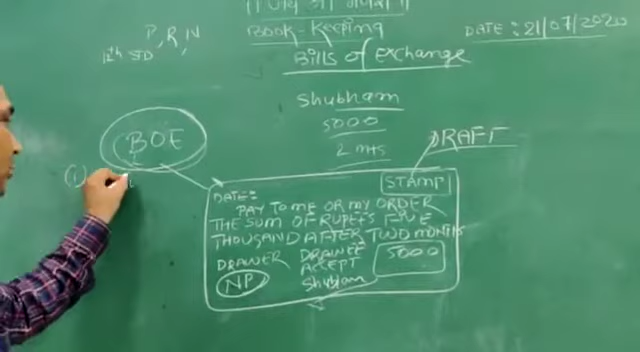 Book-Keeping
DATE: 21/07/2020
P, R, N
12th STD
Bills of Exchange
Shubham
5000
2 mts
BOE
DRAFT
(1)
STAMP
DATE:
PAY TO ME OR MY ORDER
THE SUM OF RUPEES FIVE
THOUSAND AFTER TWO MONTHS
DRAWER DRAWEE 5000
ACCEPT
NP Shubham